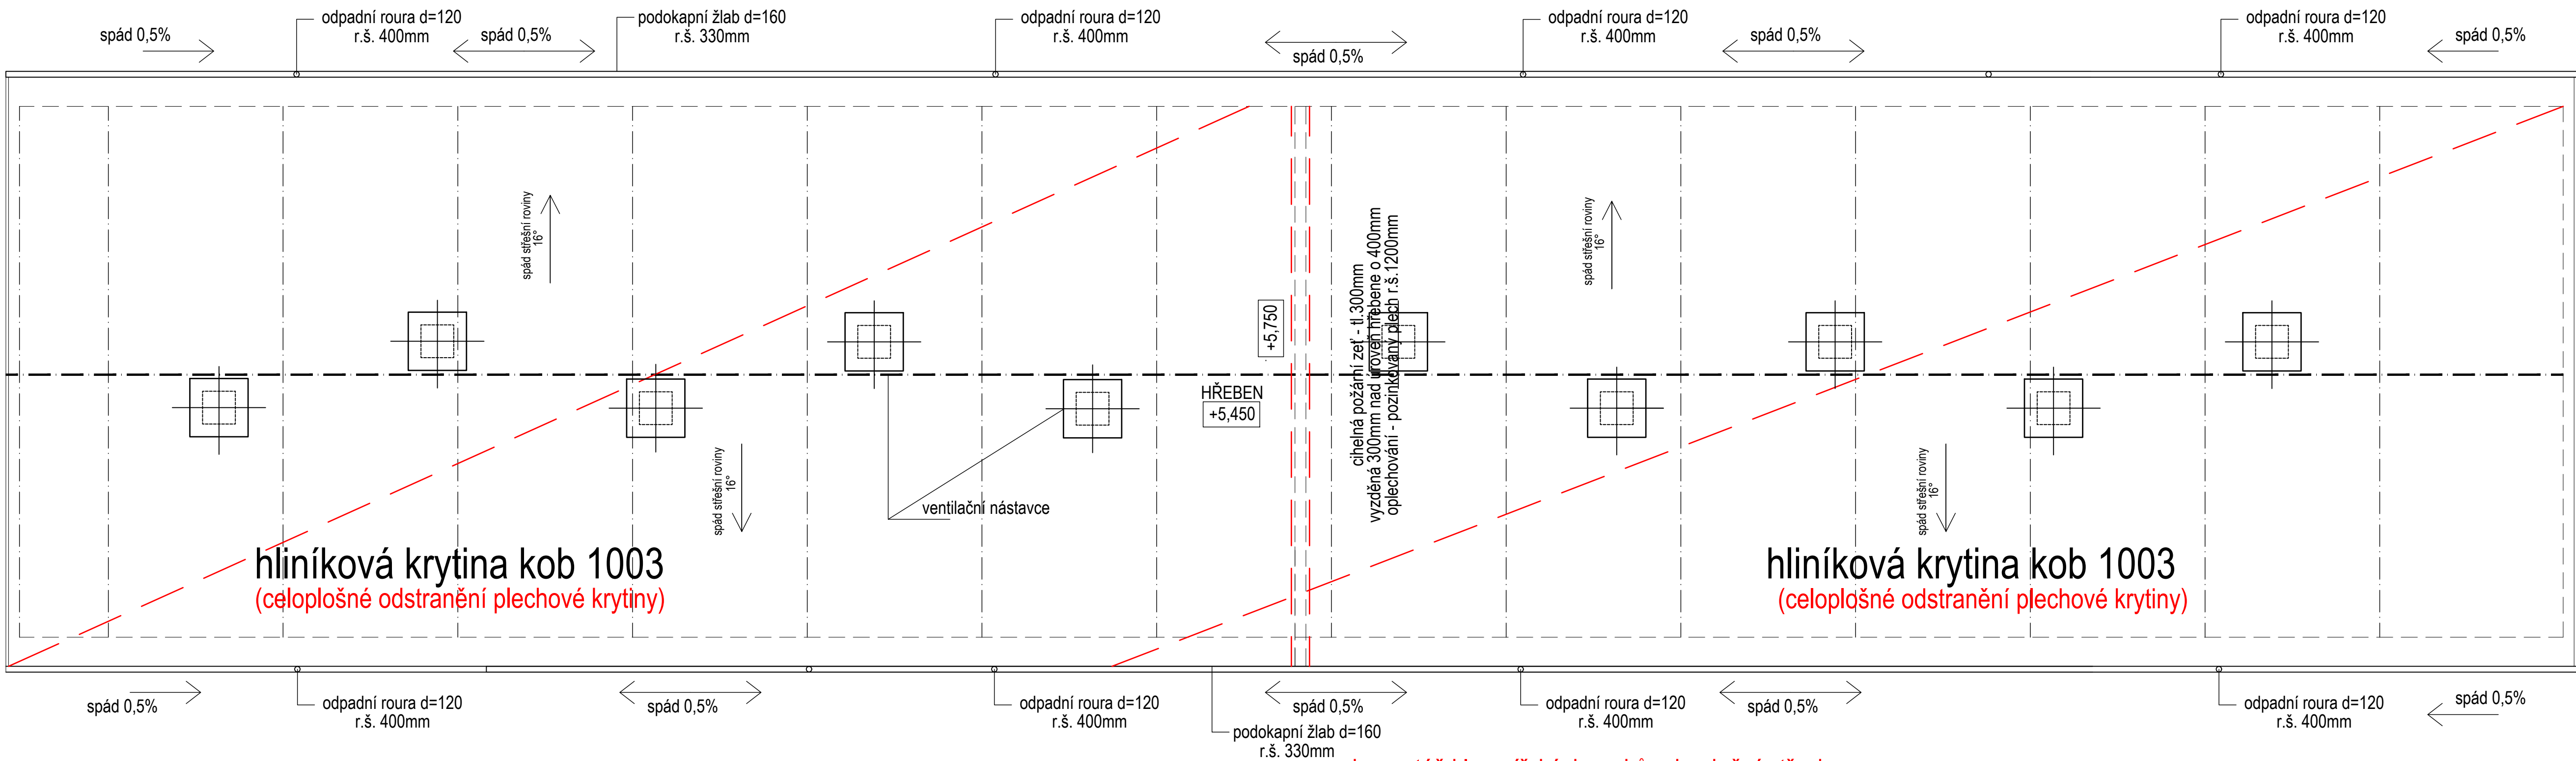 odpadní roura d=120
r.š. 400mm
podokapní žlab d=160
r.š. 330mm
odpadní roura d=120
r.š. 400mm
odpadní roura d=120
r.š. 400mm
odpadní roura d=120
r.š. 400mm
spád 0,5%
spád 0,5%
spád 0,5%
spád 0,5%
spád 0,5%
spád střešní roviny
16°
spád střešní roviny
16°
+5,750
cihelná požární zeť - tl.300mm
vyzděná 300mm nad úroveň hřebene o 400mm
oplechování - pozinkovaný plech r.š.1200mm
HŘEBEN
+5,450
spád střešní roviny
16°
ventilační nástavce
spád střešní roviny
16°
hliníková krytina kob 1003
(celoplošné odstranění plechové krytiny)
hliníková krytina kob 1003
(celoplošné odstranění plechové krytiny)
spád 0,5%
odpadní roura d=120
r.š. 400mm
spád 0,5%
odpadní roura d=120
r.š. 400mm
spád 0,5%
odpadní roura d=120
r.š. 400mm
spád 0,5%
odpadní roura d=120
r.š. 400mm
spád 0,5%
podokapní žlab d=160
r.š. 330mm